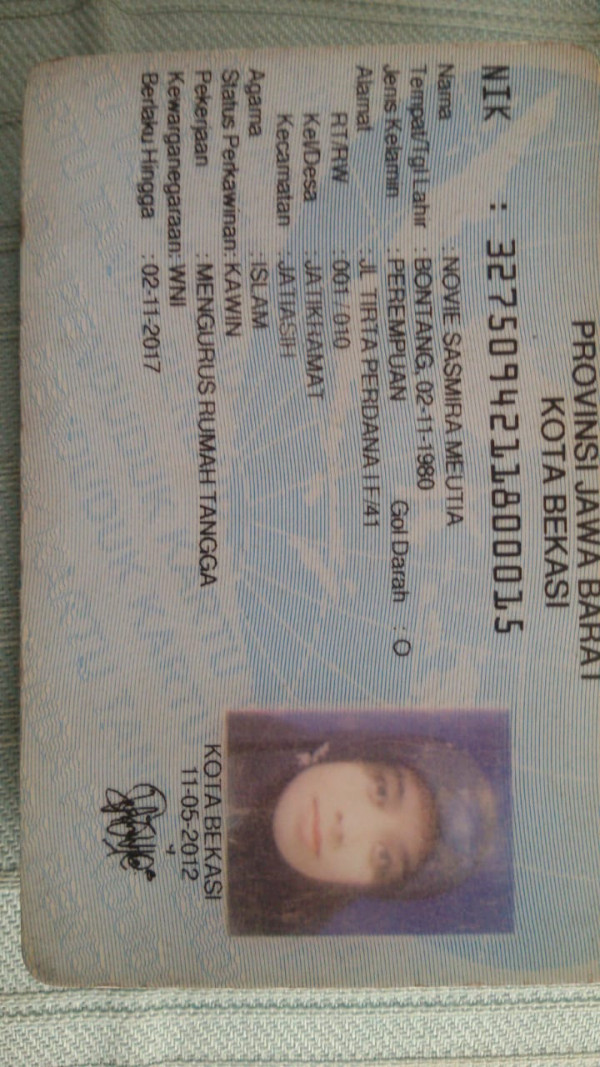 PROVINSI JAWA BARAT
KOTA BEKASI
NIK : 3275094211800015
Nama : NOVIE SASMIRA MEUTIA
Tempat/Tgl Lahir : BONTANG, 02-11-1980
Jenis Kelamin : PEREMPUAN Gol Darah : O
Alamat : JL TIRTA PERDANA I F/41
RT/RW : 001 / 010
Kel/Desa : JATIKRAMAT
Kecamatan : JATIASIH
Agama : ISLAM
Status Perkawinan: KAWIN
Pekerjaan : MENGURUS RUMAH TANGGA
Kewarganegaraan: WNI
Berlaku Hingga : 02-11-2017
KOTA BEKASI
11-05-2012